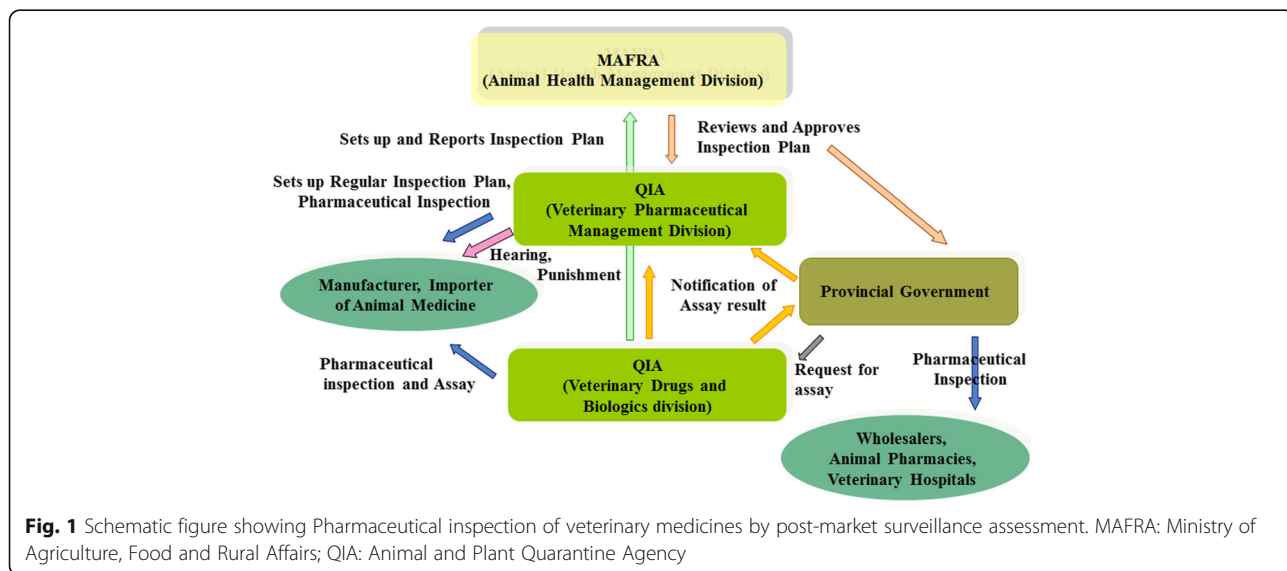 MAFRA
(Animal Health Management Division)
Sets up and Reports Inspection Plan
Reviews and Approves
Inspection Plan
Sets up Regular Inspection Plan,
Pharmaceutical Inspection
QIA
(Veterinary Pharmaceutical
Management Division)
Hearing,
Punishment
Manufacturer, Importer
of Animal Medicine
Notification of
Assay result
Provincial Government
Pharmaceutical
inspection and Assay
QIA
(Veterinary Drugs and
Biologics division)
Request for
assay
Pharmaceutical
Inspection
Wholesalers,
Animal Pharmacies,
Veterinary Hospitals
Fig. 1 Schematic figure showing Pharmaceutical inspection of veterinary medicines by post-market surveillance assessment. MAFRA: Ministry of
Agriculture, Food and Rural Affairs; QIA: Animal and Plant Quarantine Agency